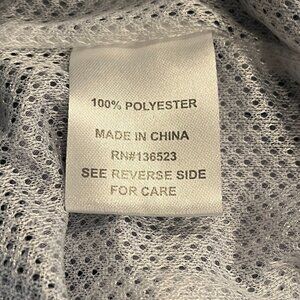 100% POLYESTER
MADE IN CHINA
RN#136523
SEE REVERSE SIDE
FOR CARE